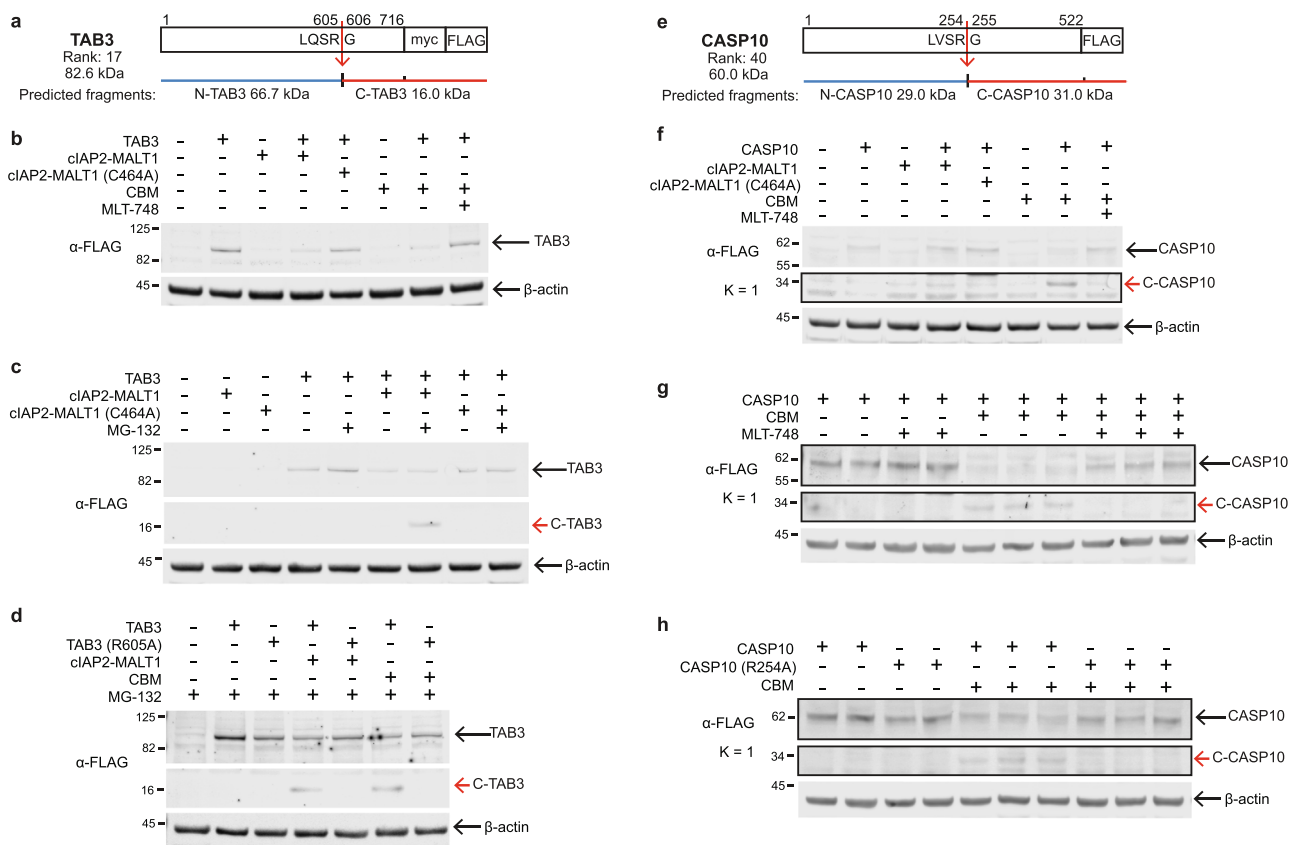 a
1 605 606 716
TAB3
Rank: 17
82.6 kDa
LQSR G myc FLAG
Predicted fragments: N-TAB3 66.7 kDa C-TAB3 16.0 kDa
b
TAB3 - + - + + - + +
cIAP2-MALT1 - - + + - - - -
cIAP2-MALT1 (C464A) - - - - + - - -
CBM - - - - - + + +
MLT-748 - - - - - - - +
125
α-FLAG
82
TAB3
45
β-actin
c
TAB3 - - - + + + + + +
cIAP2-MALT1 - + - - - + + - -
cIAP2-MALT1 (C464A) - - + - - - - + +
MG-132 - - - - + - + - +
125
82
TAB3
α-FLAG
16
C-TAB3
45
β-actin
d
TAB3 - + - + - + -
TAB3 (R605A) - - + - + - +
cIAP2-MALT1 - - - + + - -
CBM - - - - - + +
MG-132 + + + + + + +
125
82
TAB3
α-FLAG
16
C-TAB3
45
β-actin
e
1 254 255 522
CASP10
Rank: 40
60.0 kDa
LVSR G FLAG
Predicted fragments: N-CASP10 29.0 kDa C-CASP10 31.0 kDa
f
CASP10 - + - + + - + +
cIAP2-MALT1 - - + + - - - -
cIAP2-MALT1 (C464A) - - - - + - - -
CBM - - - - - + + +
MLT-748 - - - - - - - +
α-FLAG
62
55
CASP10
K = 1
34
C-CASP10
45
β-actin
g
CASP10 + + + + + + + + + +
CBM - - - - + + + + + +
MLT-748 - - + + - - - + + +
α-FLAG
62
55
CASP10
K = 1
34
C-CASP10
45
β-actin
h
CASP10 + + - - + + + - - -
CASP10 (R254A) - - + + - - - + + +
CBM - - - - + + + + + +
α-FLAG
62
CASP10
K = 1
34
C-CASP10
45
β-actin